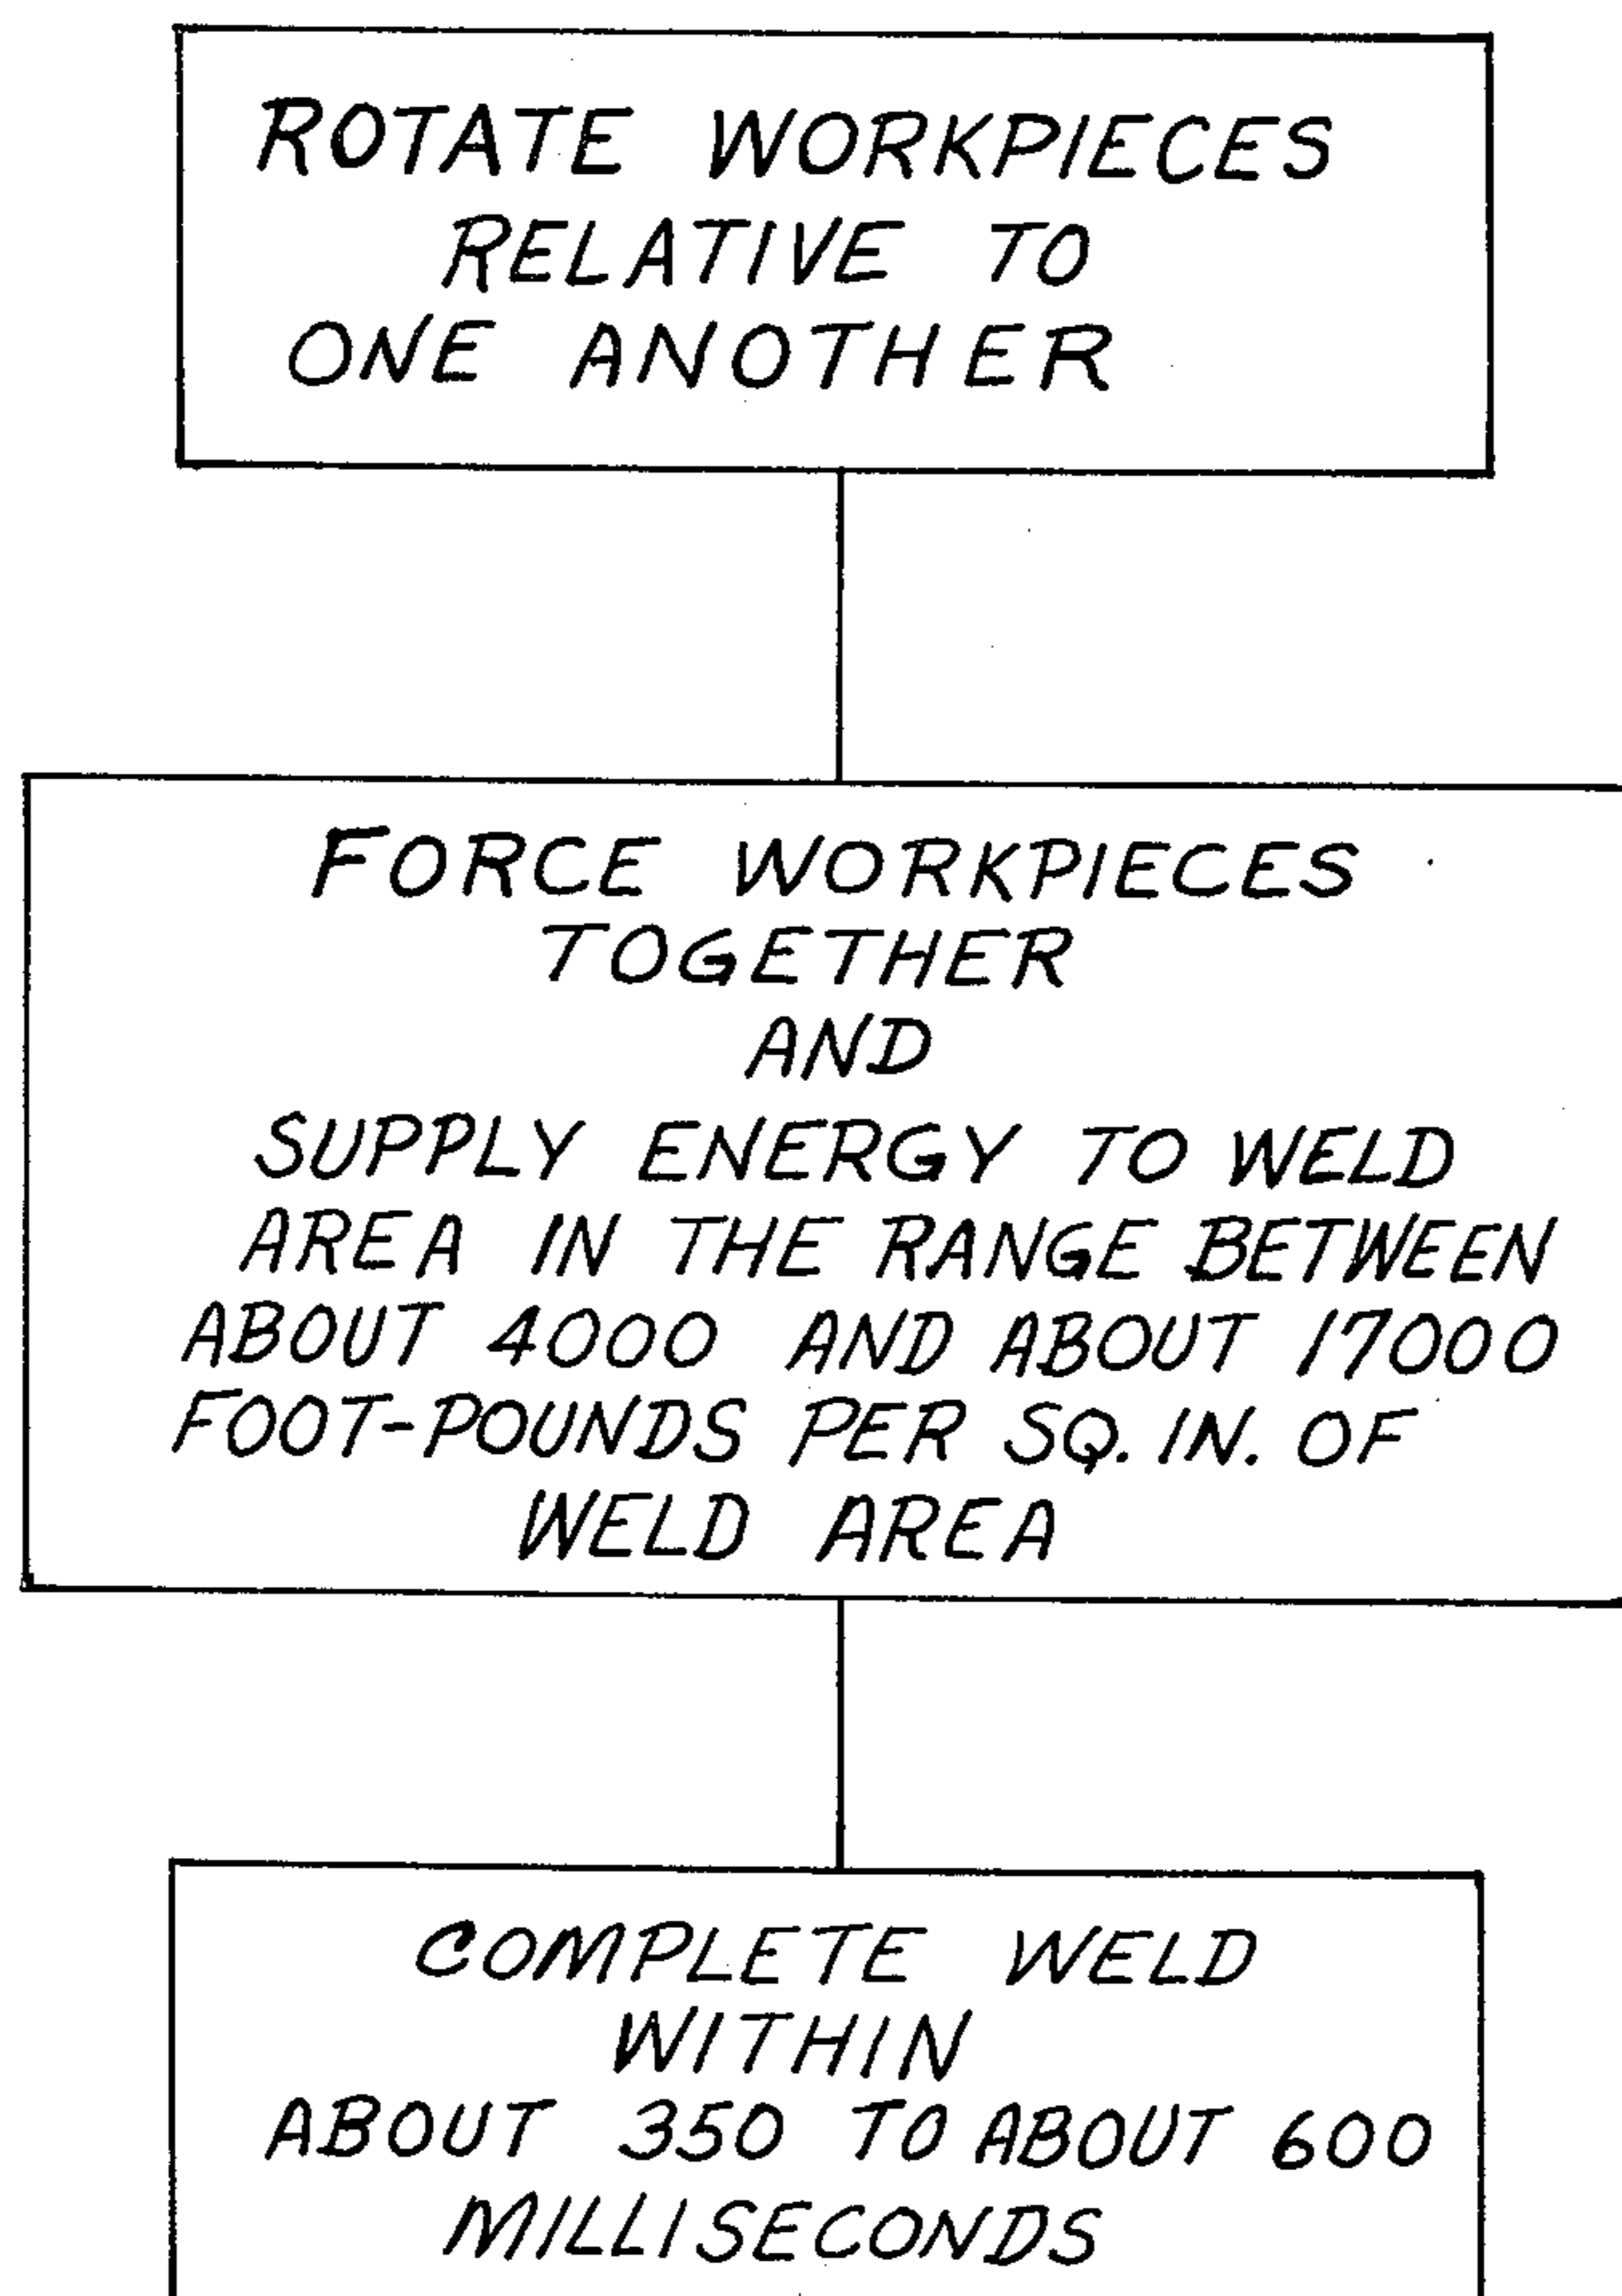 ROTATE WORKPIECES
RELATIVE TO
ONE ANOTHER
FORCE WORKPIECES
TOGETHER
AND
SUPPLY ENERGY TO WELD
AREA IN THE RANGE BETWEEN
ABOUT 4000 AND ABOUT 17000
FOOT-POUNDS PER SQ. IN. OF
WELD AREA
COMPLETE WELD
WITHIN
ABOUT 350 TO ABOUT 600
MILLISECONDS